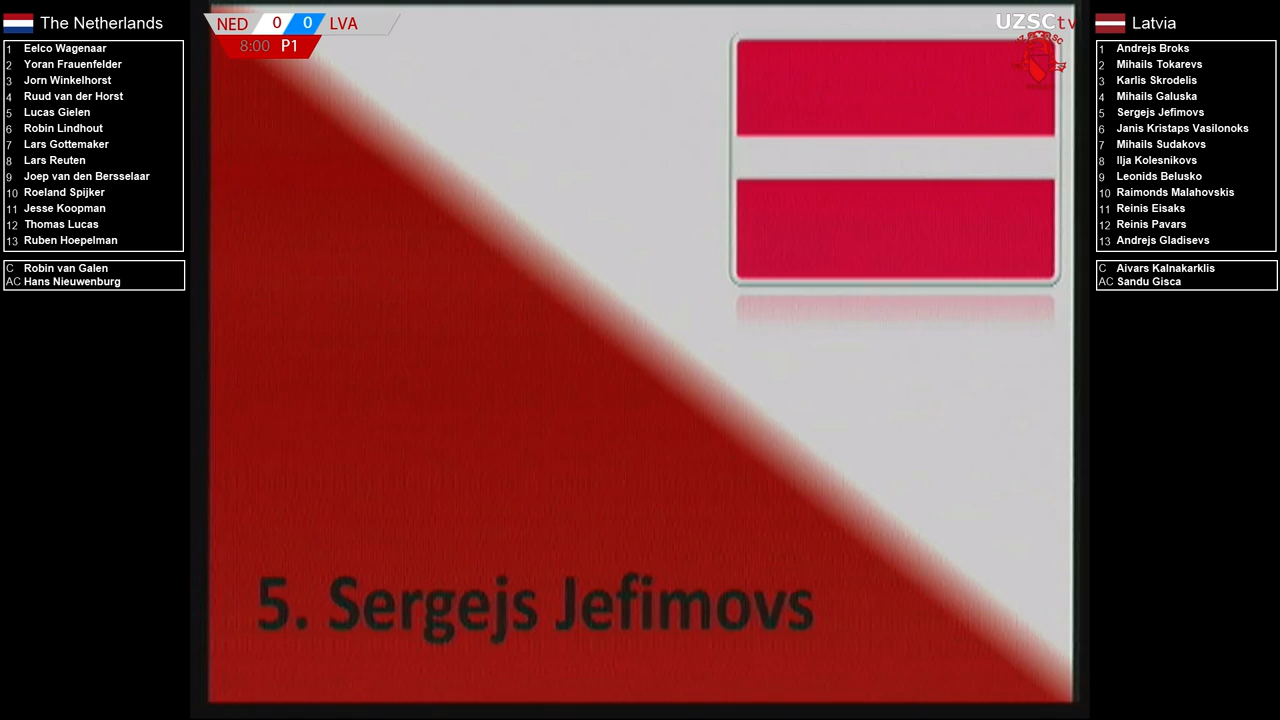 The Netherlands
1 Eelco Wagenaar
2 Yoran Frauenfelder
3 Jorn Winkelhorst
4 Ruud van der Horst
5 Lucas Gielen
6 Robin Lindhout
7 Lars Gottemaker
8 Lars Reuten
9 Joep van den Bersselaar
10 Roeland Spijker
11 Jesse Koopman
12 Thomas Lucas
13 Ruben Hoepelman
C Robin van Galen
AC Hans Nieuwenburg
NED 0 0 LVA
8:00 P1
UZSCtv
5. Sergejs Jefimovs
Latvia
1 Andrejs Broks
2 Mihails Tokarevs
3 Karlis Skrodelis
4 Mihails Galuska
5 Sergejs Jefimovs
6 Janis Kristaps Vasilonoks
7 Mihails Sudakovs
8 Ilja Kolesnikovs
9 Leonids Belusko
10 Raimonds Malahovskis
11 Reinis Eisaks
12 Reinis Pavars
13 Andrejs Gladisevs
C Aivars Kalnakarklis
AC Sandu Gisca